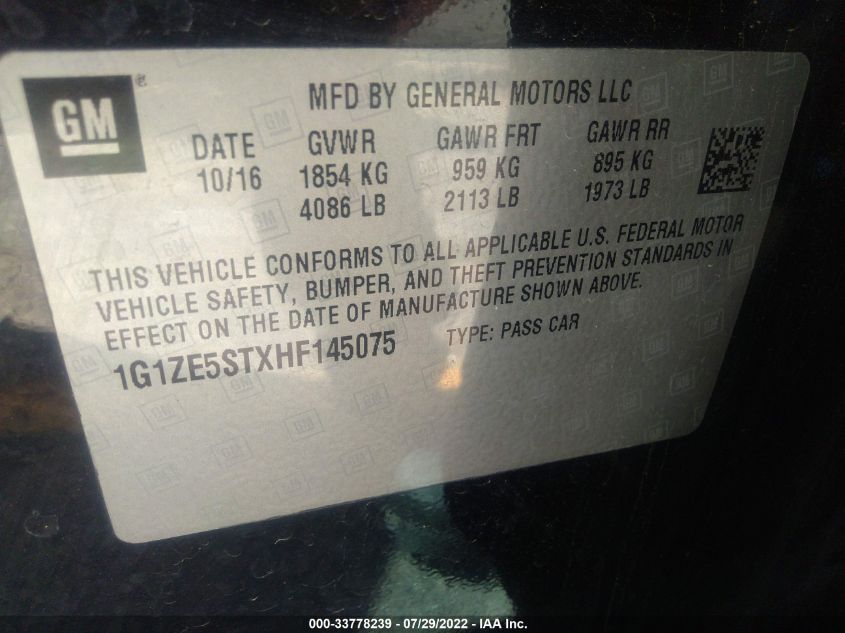 GM®
MFD BY GENERAL MOTORS LLC
DATE GVWR GAWR FRT GAWR RR
10/16 1854 KG 959 KG 895 KG
4086 LB 2113 LB 1973 LB
THIS VEHICLE CONFORMS TO ALL APPLICABLE U.S. FEDERAL MOTOR
VEHICLE SAFETY, BUMPER, AND THEFT PREVENTION STANDARDS IN
EFFECT ON THE DATE OF MANUFACTURE SHOWN ABOVE.
1G1ZE5STXHF145075 TYPE: PASS CAR
000-33778239 - 07/29/2022 - IAA Inc.